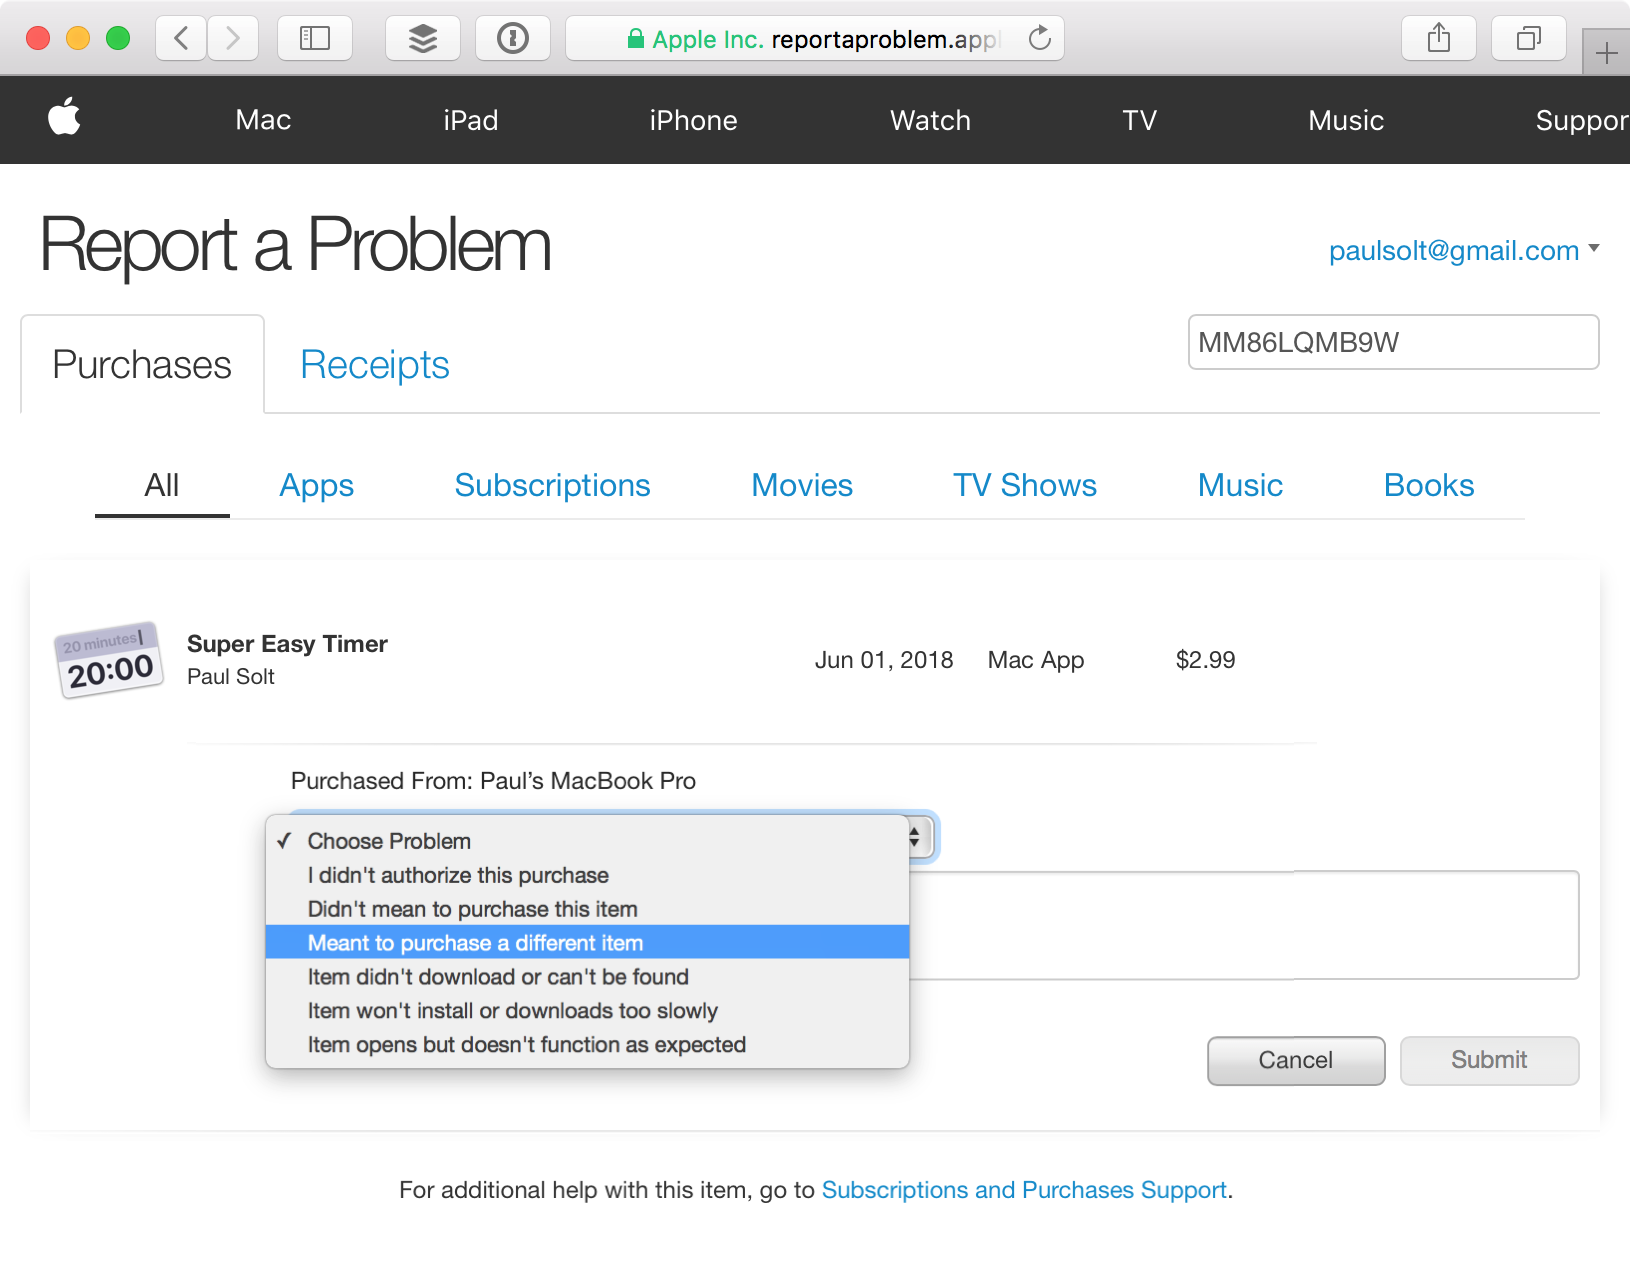 Apple Inc. reportaproblem.appl
Mac iPad iPhone Watch TV Music Suppor
Report a Problem
paulsolt@gmail.com
Purchases Receipts
MM86LQMB9W
All Apps Subscriptions Movies TV Shows Music Books
20 minutes
20:00
Super Easy Timer
Paul Solt
Jun 01, 2018 Mac App $2.99
Purchased From: Paul’s MacBook Pro
✓ Choose Problem
I didn't authorize this purchase
Didn't mean to purchase this item
Meant to purchase a different item
Item didn't download or can't be found
Item won't install or downloads too slowly
Item opens but doesn't function as expected
Cancel Submit
For additional help with this item, go to Subscriptions and Purchases Support.